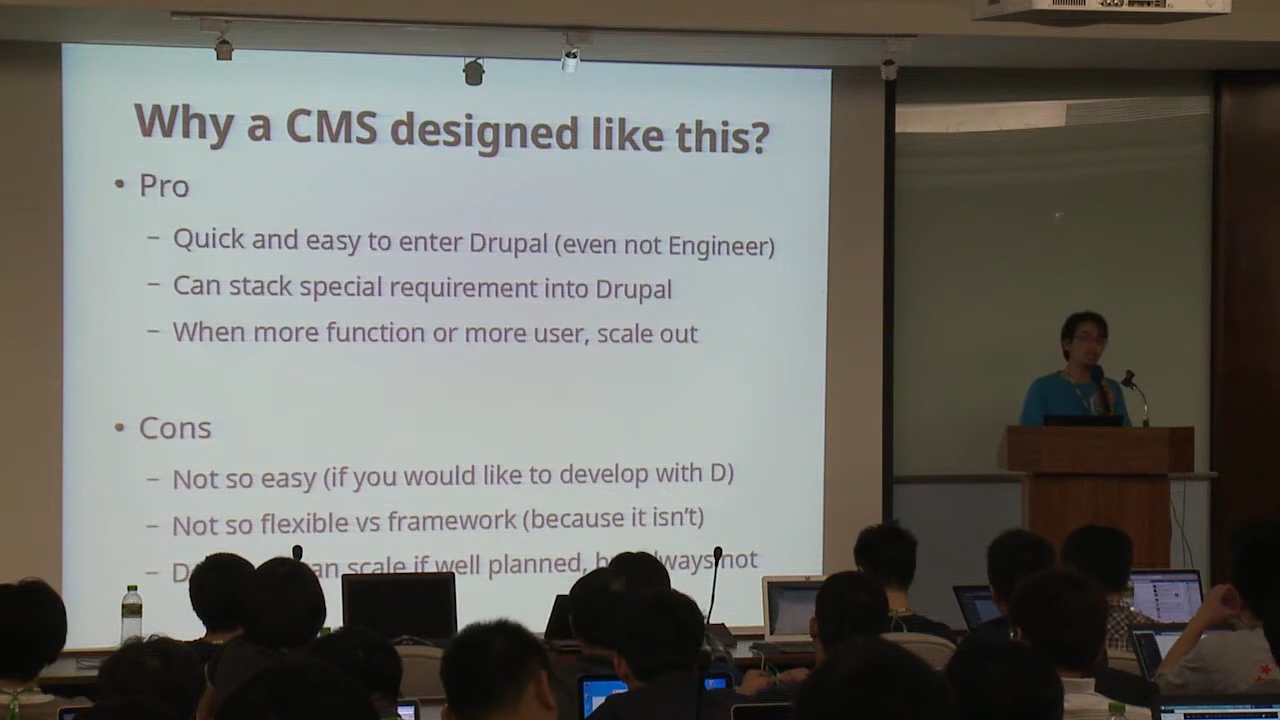 Why a CMS designed like this?
• Pro
– Quick and easy to enter Drupal (even not Engineer)
– Can stack special requirement into Drupal
– When more function or more user, scale out
• Cons
– Not so easy (if you would like to develop with D)
– Not so flexible vs framework (because it isn't)
– scale if well planned, not